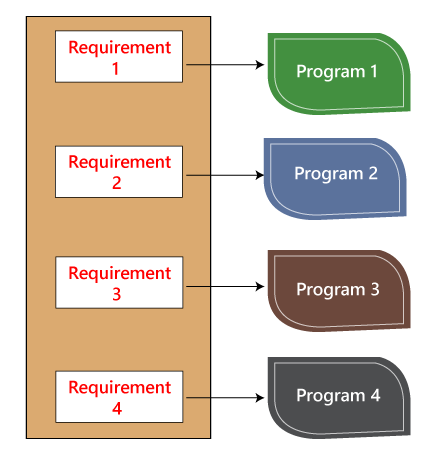 Requirement
1
Program 1
Requirement
2
Program 2
Requirement
3
Program 3
Requirement
4
Program 4